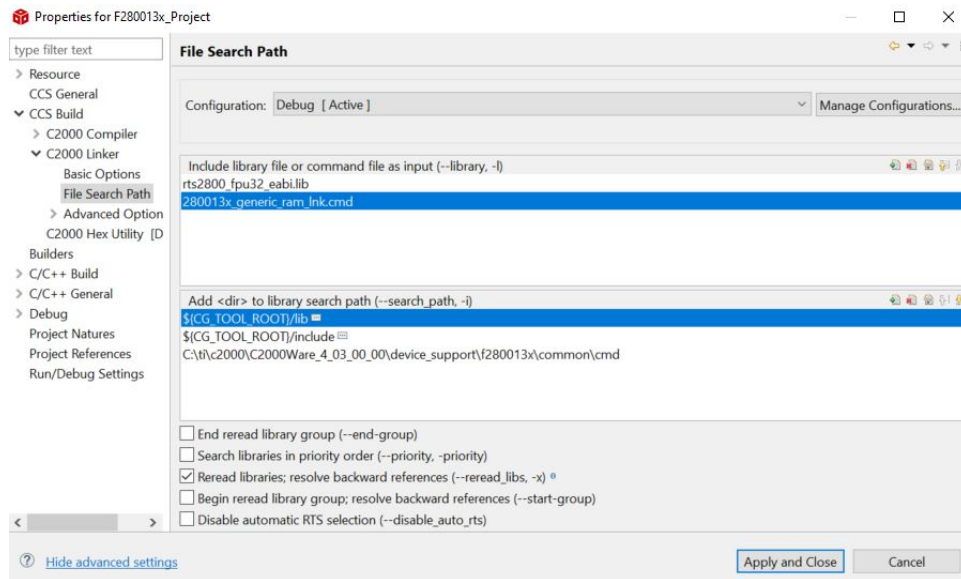 Properties for F280013x_Project
type filter text
File Search Path
Resource
CCS General
CCS Build
C2000 Compiler
C2000 Linker
Basic Options
File Search Path
Advanced Option
C2000 Hex Utility [D
Builders
C/C++ Build
C/C++ General
Debug
Project Natures
Project References
Run/Debug Settings
Configuration: Debug [ Active ]
Manage Configurations...
Include library file or command file as input (--library, -l)
rts2800_fpu32_eabi.lib
280013x_generic_ram_lnk.cmd
Add <dir> to library search path (--search_path, -i)
${CG_TOOL_ROOT}/lib
${CG_TOOL_ROOT}/include
C:\ti\c2000\C2000Ware_4_03_00_00\device_support\f280013x\common\cmd
End reread library group (--end-group)
Search libraries in priority order (--priority, -priority)
Reread libraries; resolve backward references (--reread_libs, -x)
Begin reread library group; resolve backward references (--start-group)
Disable automatic RTS selection (--disable_auto_rts)
Hide advanced settings
Apply and Close
Cancel